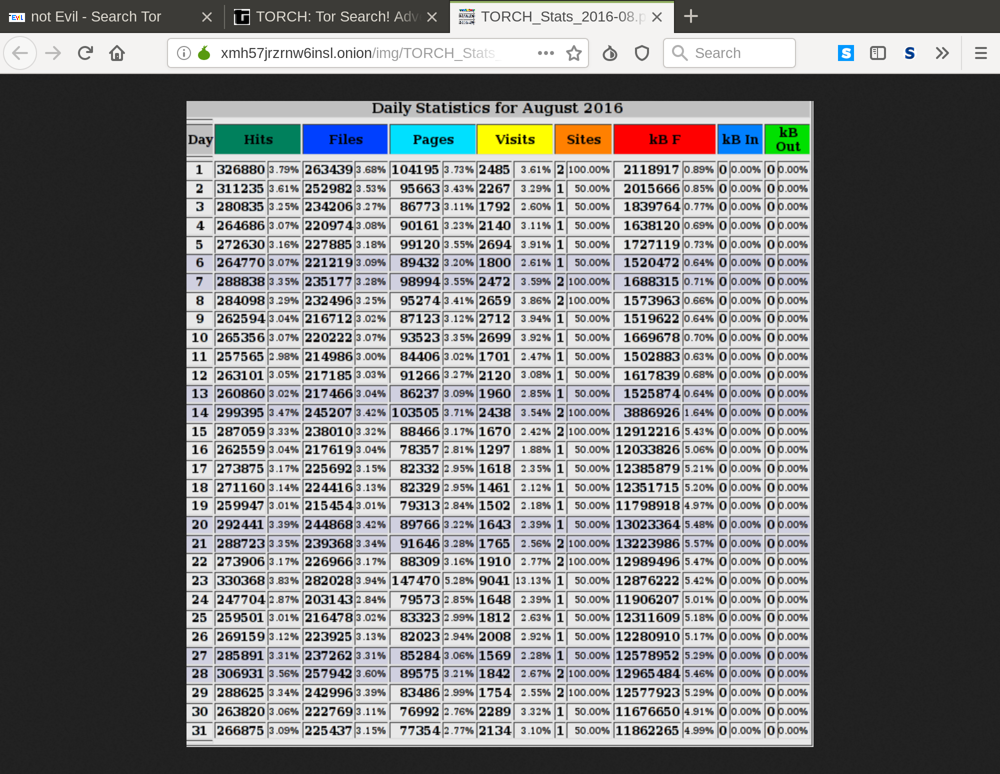 not Evil - Search Tor
TORCH: Tor Search! Adv
TORCH_Stats_2016-08.p
xmh57jrzrnw6insl.onion/img/TORCH_Stats_
Search
Daily Statistics for August 2016
Day Hits Files Pages Visits Sites kB F kB In kB Out
1 326880 3.79% 263439 3.68% 104195 3.73% 2485 3.61% 2 100.00% 2118917 0.89% 0 0.00% 0 0.00%
2 311235 3.61% 252982 3.53% 95663 3.43% 2267 3.29% 1 50.00% 2015666 0.85% 0 0.00% 0 0.00%
3 280835 3.25% 234206 3.27% 86773 3.11% 1792 2.60% 1 50.00% 1839764 0.77% 0 0.00% 0 0.00%
4 264686 3.07% 220974 3.08% 90161 3.23% 2140 3.11% 1 50.00% 1638120 0.69% 0 0.00% 0 0.00%
5 272630 3.16% 227885 3.18% 99120 3.55% 2694 3.91% 1 50.00% 1727119 0.73% 0 0.00% 0 0.00%
6 264770 3.07% 221219 3.09% 89432 3.20% 1800 2.61% 1 50.00% 1520472 0.64% 0 0.00% 0 0.00%
7 288838 3.35% 235177 3.28% 98994 3.55% 2472 3.59% 2 100.00% 1688315 0.71% 0 0.00% 0 0.00%
8 284098 3.29% 232496 3.25% 95274 3.41% 2659 3.86% 2 100.00% 1573963 0.66% 0 0.00% 0 0.00%
9 262594 3.04% 216712 3.02% 87123 3.12% 2712 3.94% 1 50.00% 1519622 0.64% 0 0.00% 0 0.00%
10 265356 3.07% 220222 3.07% 93523 3.35% 2699 3.92% 1 50.00% 1669678 0.70% 0 0.00% 0 0.00%
11 257565 2.98% 214986 3.00% 84406 3.02% 1701 2.47% 1 50.00% 1502883 0.63% 0 0.00% 0 0.00%
12 263101 3.05% 217185 3.03% 91266 3.27% 2120 3.08% 1 50.00% 1617839 0.68% 0 0.00% 0 0.00%
13 260860 3.02% 217466 3.04% 86237 3.09% 1960 2.85% 1 50.00% 1525874 0.64% 0 0.00% 0 0.00%
14 299395 3.47% 245207 3.42% 103505 3.71% 2438 3.54% 2 100.00% 3886926 1.64% 0 0.00% 0 0.00%
15 287059 3.33% 238010 3.32% 88466 3.17% 1670 2.42% 2 100.00% 12912216 5.43% 0 0.00% 0 0.00%
16 262559 3.04% 217619 3.04% 78357 2.81% 1297 1.88% 1 50.00% 12033826 5.06% 0 0.00% 0 0.00%
17 273875 3.17% 225692 3.15% 82332 2.95% 1618 2.35% 1 50.00% 12385879 5.21% 0 0.00% 0 0.00%
18 271160 3.14% 224416 3.13% 82329 2.95% 1461 2.12% 1 50.00% 12351715 5.20% 0 0.00% 0 0.00%
19 259947 3.01% 215454 3.01% 79313 2.84% 1502 2.18% 1 50.00% 11798918 4.97% 0 0.00% 0 0.00%
20 292441 3.39% 244868 3.42% 89766 3.22% 1643 2.39% 1 50.00% 13023364 5.48% 0 0.00% 0 0.00%
21 288723 3.35% 239368 3.34% 91646 3.28% 1765 2.56% 2 100.00% 13223986 5.57% 0 0.00% 0 0.00%
22 273906 3.17% 226966 3.17% 88309 3.16% 1910 2.77% 2 100.00% 12989496 5.47% 0 0.00% 0 0.00%
23 330368 3.83% 282028 3.94% 147470 5.28% 9041 13.13% 1 50.00% 12876222 5.42% 0 0.00% 0 0.00%
24 247704 2.87% 203143 2.84% 79573 2.85% 1648 2.39% 1 50.00% 11906207 5.01% 0 0.00% 0 0.00%
25 259501 3.01% 216478 3.02% 83323 2.99% 1812 2.63% 1 50.00% 12311609 5.18% 0 0.00% 0 0.00%
26 269159 3.12% 223925 3.13% 82023 2.94% 2008 2.92% 1 50.00% 12280910 5.17% 0 0.00% 0 0.00%
27 285891 3.31% 237262 3.31% 85284 3.06% 1569 2.28% 1 50.00% 12578952 5.29% 0 0.00% 0 0.00%
28 306931 3.56% 257942 3.60% 89575 3.21% 1842 2.67% 2 100.00% 12965484 5.46% 0 0.00% 0 0.00%
29 288625 3.34% 242996 3.39% 83486 2.99% 1754 2.55% 2 100.00% 12577923 5.29% 0 0.00% 0 0.00%
30 263820 3.06% 222769 3.11% 76992 2.76% 2289 3.32% 1 50.00% 11676650 4.91% 0 0.00% 0 0.00%
31 266875 3.09% 225437 3.15% 77354 2.77% 2134 3.10% 1 50.00% 11862265 4.99% 0 0.00% 0 0.00%